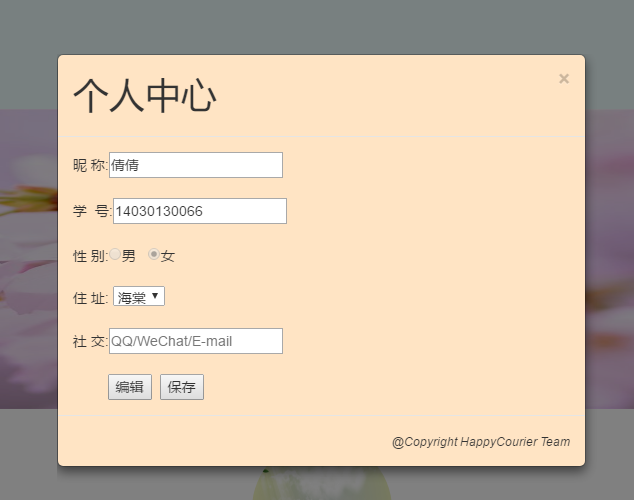 个人中心 ×
昵 称: 倩倩
学 号: 14030130066
性 别: 男 女
住 址: 海棠
社 交: QQ/WeChat/E-mail
编辑 保存
@Copyright HappyCourier Team